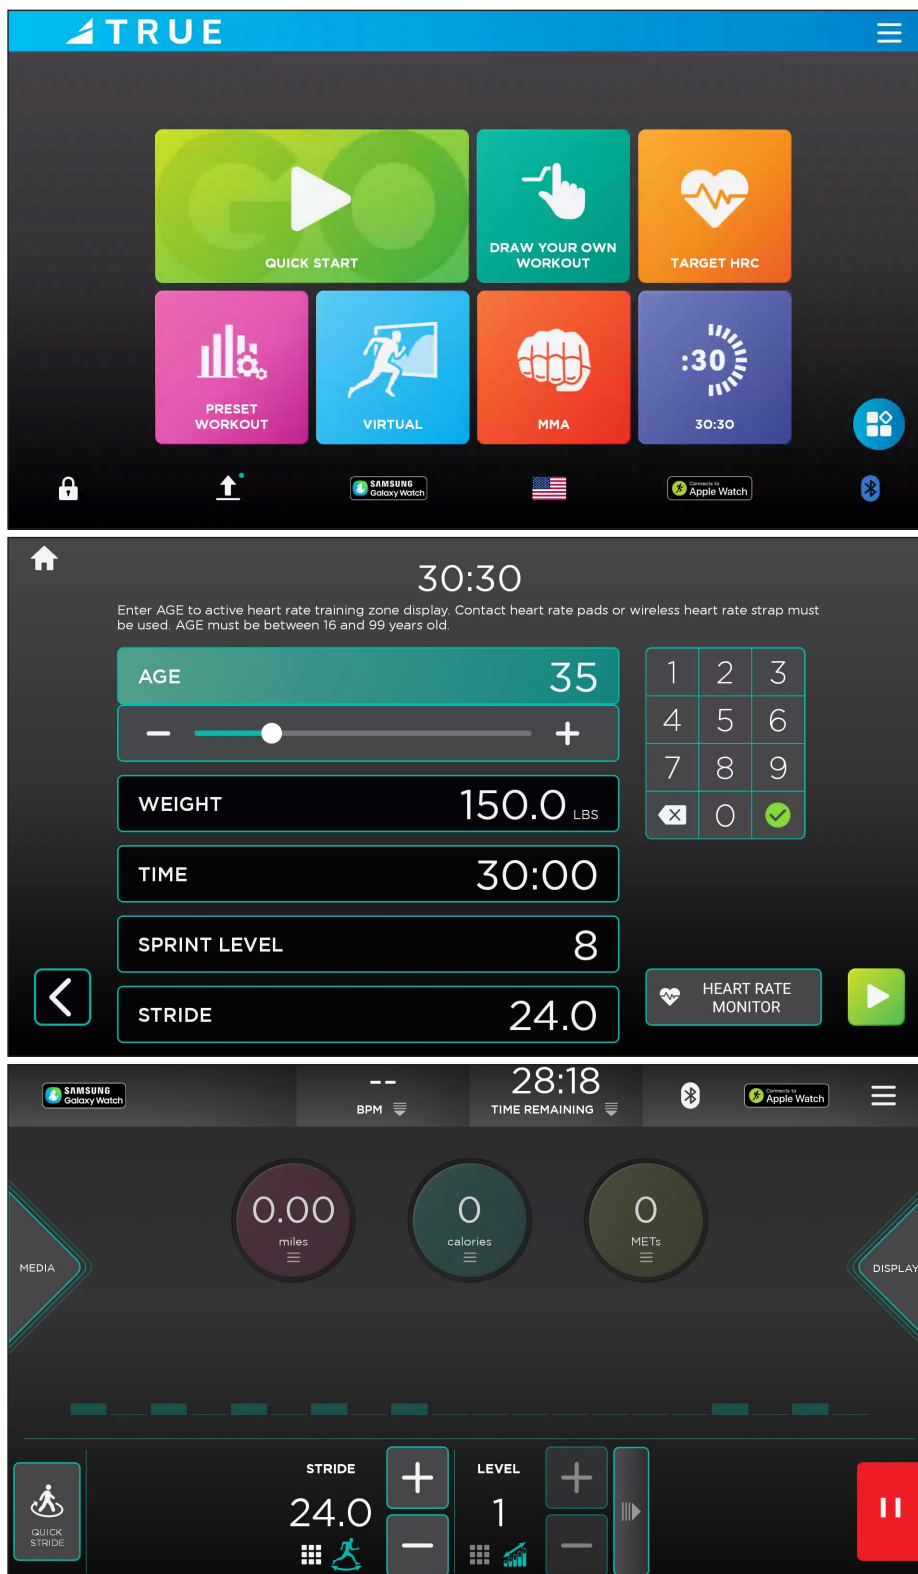 TRUE
GO
QUICK START
DRAW YOUR OWN
WORKOUT
TARGET HRC
PRESET
WORKOUT
VIRTUAL
MMA
:30
30:30
SAMSUNG
Galaxy Watch
Connects to
Apple Watch
30:30
Enter AGE to active heart rate training zone display. Contact heart rate pads or wireless heart rate strap must
be used. AGE must be between 16 and 99 years old.
AGE 35
WEIGHT 150.0 LBS
TIME 30:00
SPRINT LEVEL 8
STRIDE 24.0
1 2 3
4 5 6
7 8 9
0
HEART RATE
MONITOR
SAMSUNG
Galaxy Watch
--
BPM
28:18
TIME REMAINING
Connects to
Apple Watch
0.00
miles
0
calories
0
METs
MEDIA
DISPLAY
QUICK
STRIDE
STRIDE
24.0
LEVEL
1